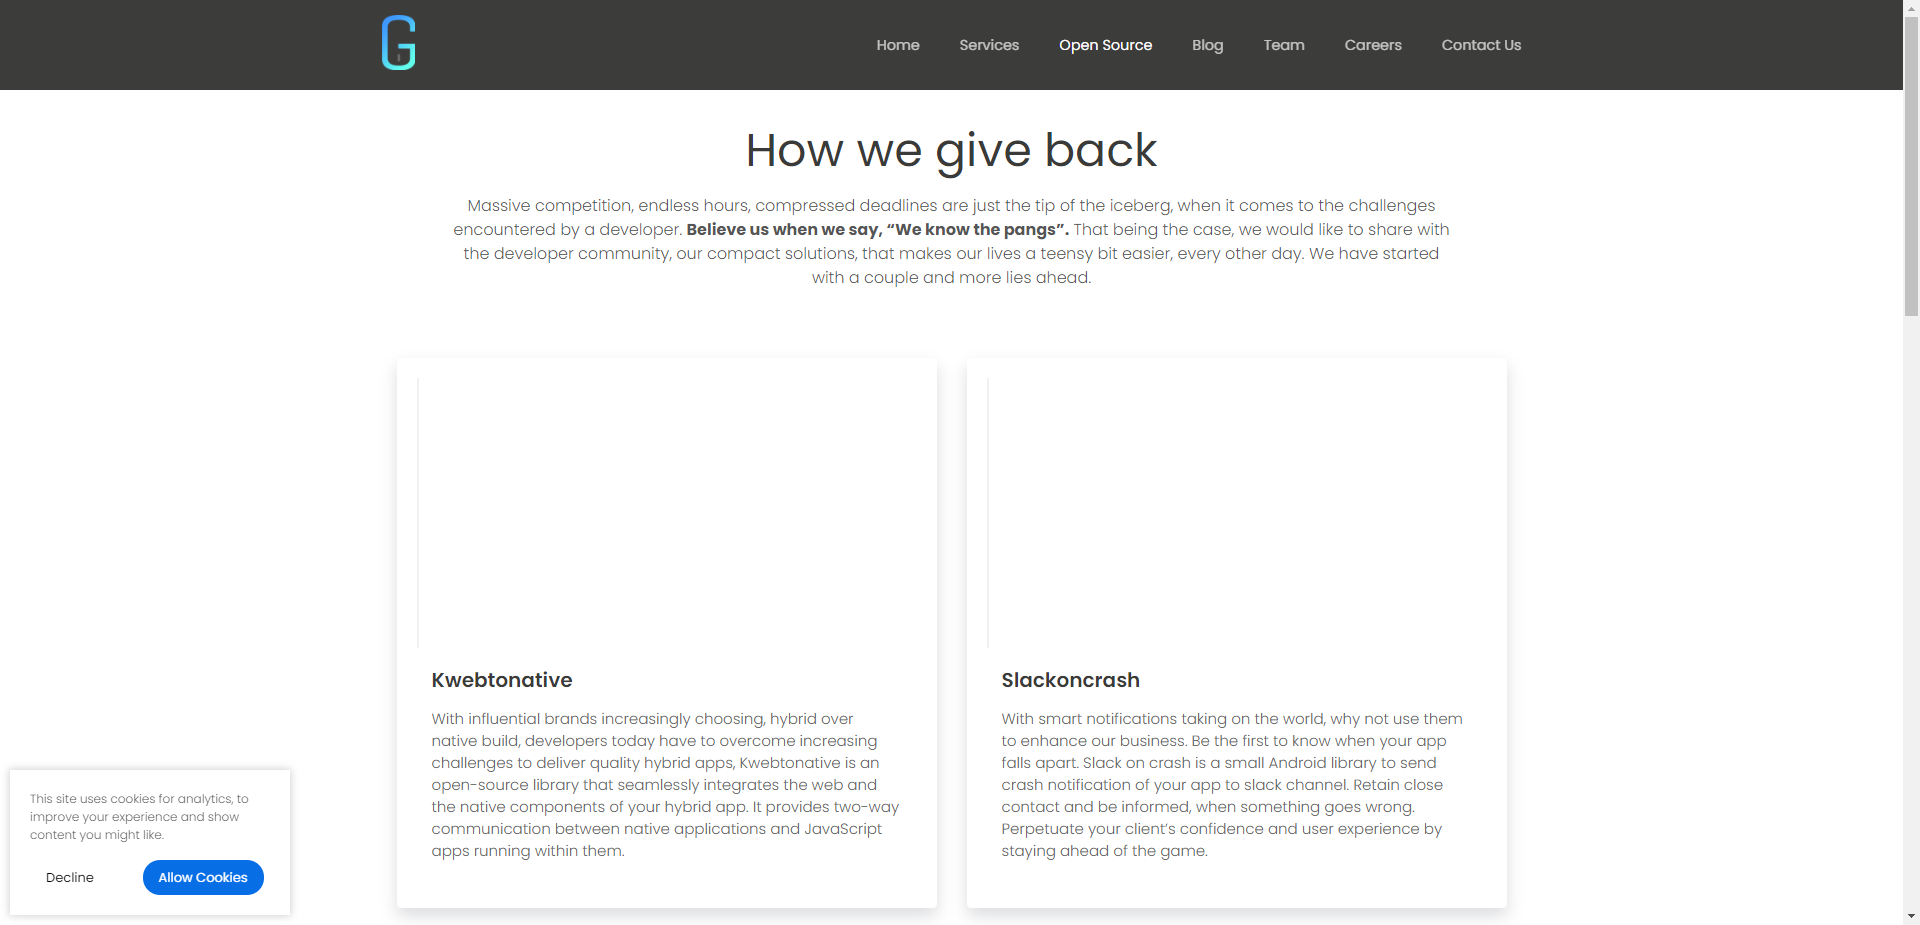 G
Home Services Open Source Blog Team Careers Contact Us
How we give back
Massive competition, endless hours, compressed deadlines are just the tip of the iceberg, when it comes to the challenges
encountered by a developer. Believe us when we say, “We know the pangs”. That being the case, we would like to share with
the developer community, our compact solutions, that makes our lives a teensy bit easier, every other day. We have started
with a couple and more lies ahead.
Kwebtonative
With influential brands increasingly choosing, hybrid over
native build, developers today have to overcome increasing
challenges to deliver quality hybrid apps, Kwebtonative is an
open-source library that seamlessly integrates the web and
the native components of your hybrid app. It provides two-way
communication between native applications and JavaScript
apps running within them.
Slackoncrash
With smart notifications taking on the world, why not use them
to enhance our business. Be the first to know when your app
falls apart. Slack on crash is a small Android library to send
crash notification of your app to slack channel. Retain close
contact and be informed, when something goes wrong.
Perpetuate your client’s confidence and user experience by
staying ahead of the game.
This site uses cookies for analytics, to
improve your experience and show
content you might like.
Decline Allow Cookies